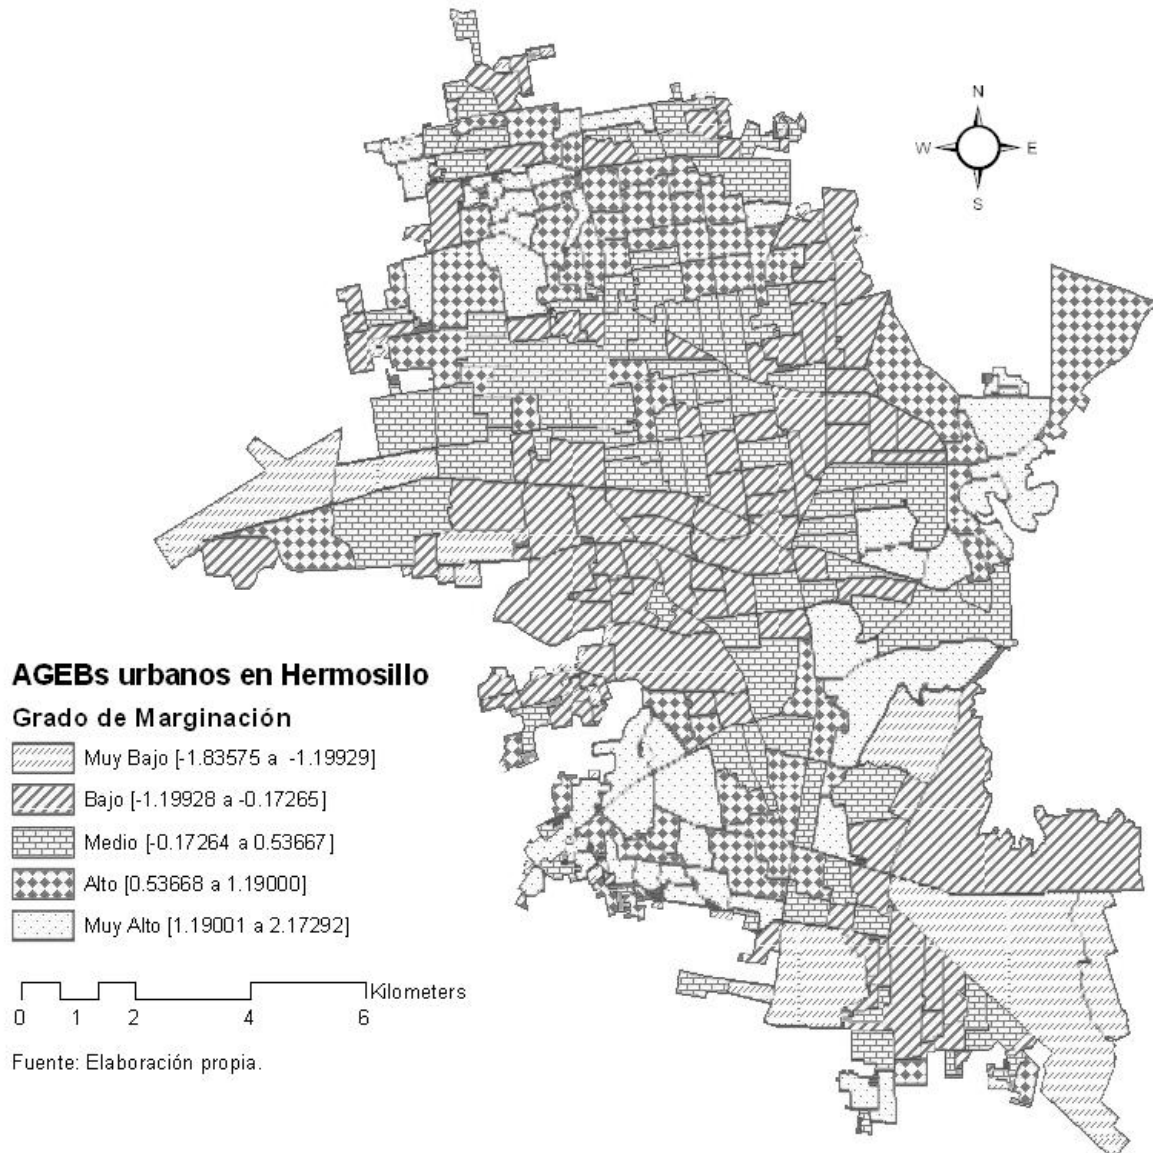 N
W E
S
AGEBs urbanos en Hermosillo
Grado de Marginación
Muy Bajo [-1.83575 a -1.19929]
Bajo [-1.19928 a -0.17265]
Medio [-0.17264 a 0.53667]
Alto [0.53668 a 1.19000]
Muy Alto [1.19001 a 2.17292]
Kilometers
0 1 2 4 6
Fuente: Elaboración propia.